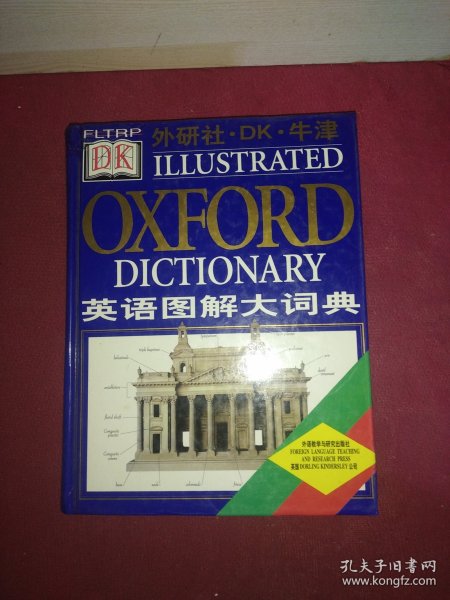 FLTRP
外研社·DK·牛津
DK
ILLUSTRATED
OXFORD
DICTIONARY
英语图解大词典
外语教学与研究出版社
FOREIGN LANGUAGE TEACHING
AND RESEARCH PRESS
英国DORLING KINDERSLEY公司
孔夫子旧书网
www.kongfz.com